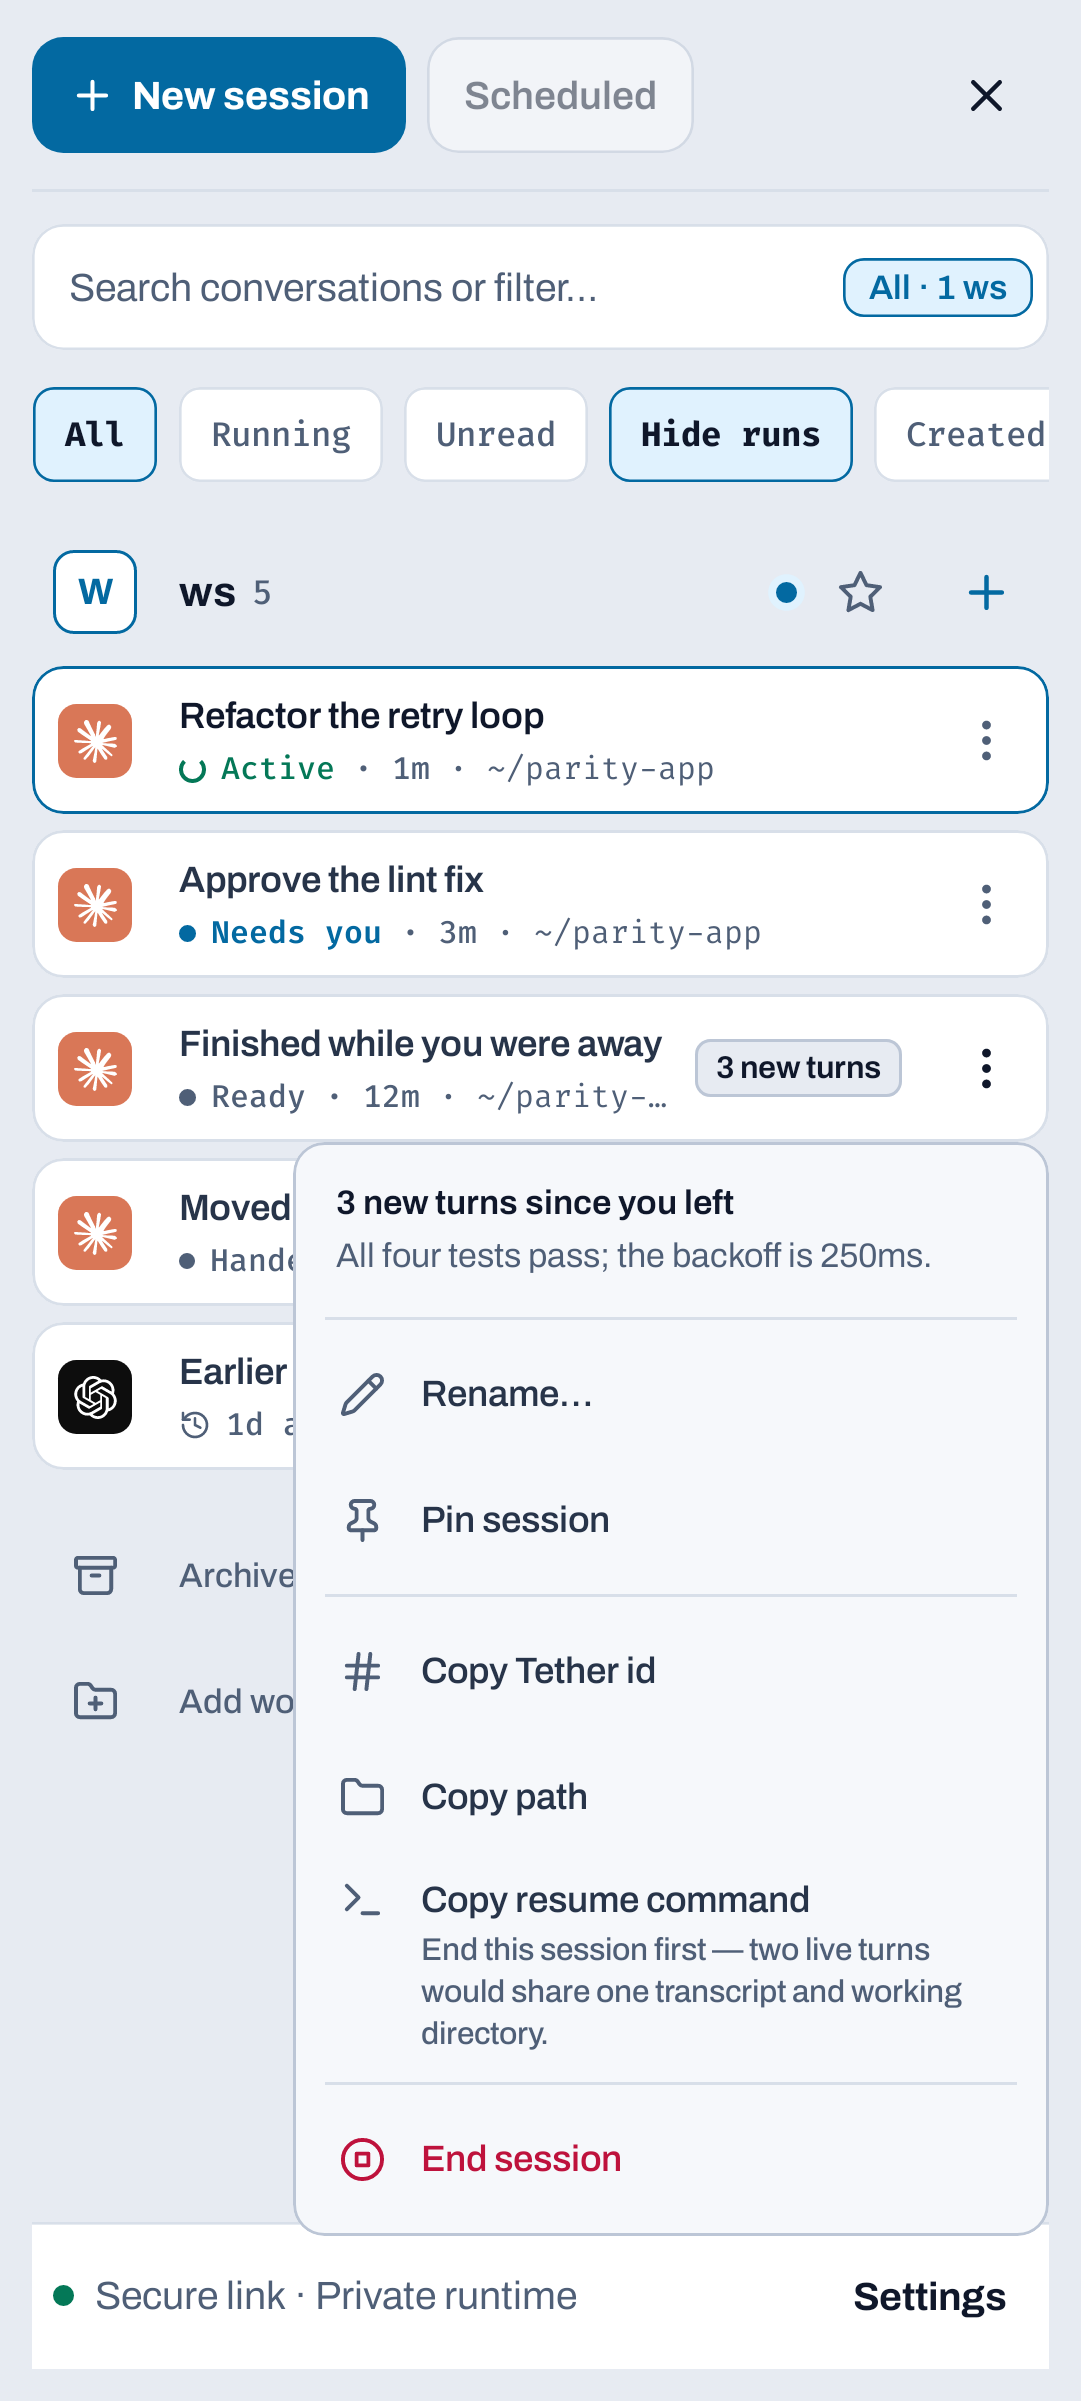 New session
Scheduled
Search conversations or filter...
All · 1 ws
All
Running
Unread
Hide runs
Created
W
ws 5
Refactor the retry loop
Active · 1m · ~/parity-app
Approve the lint fix
Needs you · 3m · ~/parity-app
Finished while you were away
3 new turns
Ready · 12m · ~/parity-…
Moved
3 new turns since you left
All four tests pass; the backoff is 250ms.
Earlier
1d
Rename...
Pin session
Archive
Copy Tether id
Add
Copy path
Copy resume command
End this session first — two live turns
would share one transcript and working
directory.
End session
Secure link · Private runtime
Settings